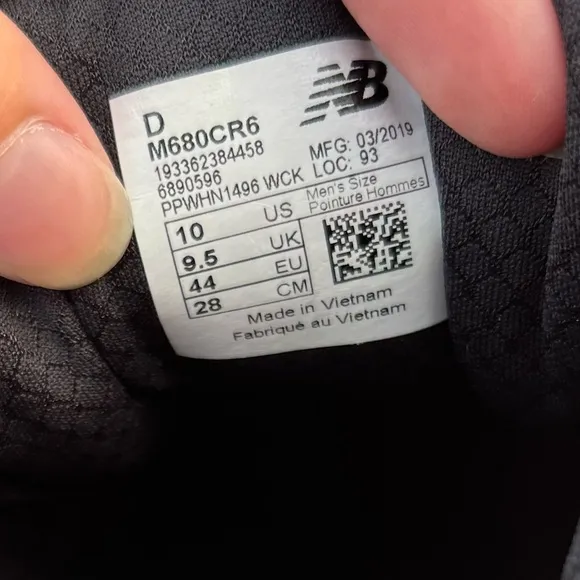 D
NB
M680CR6
193362384458
6890596
PPWHN1496 WCK
MFG: 03/2019
LOC: 93
Men's Size
Pointure Hommes
10 US
9.5 UK
44 EU
28 CM
Made in Vietnam
Fabriqué au Vietnam